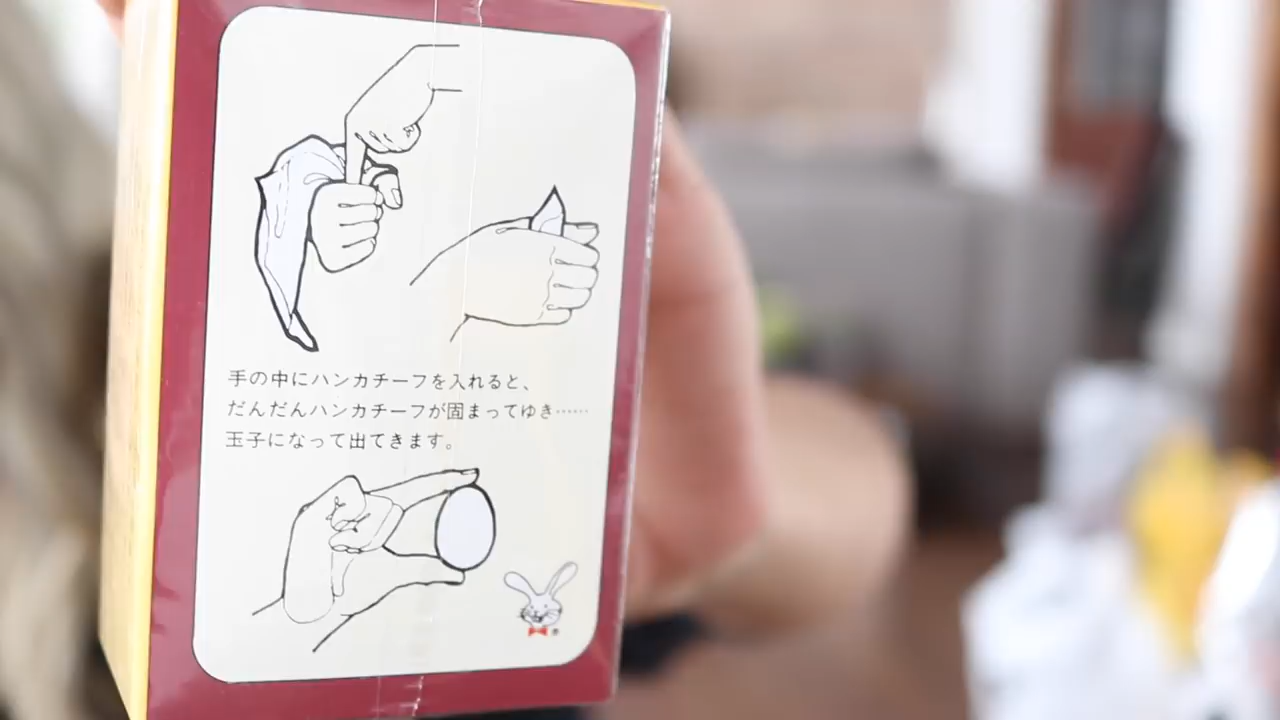 手の中にハンカチーフを入れると、
だんだんハンカチーフが固まってゆき……
玉子になって出てきます。
®